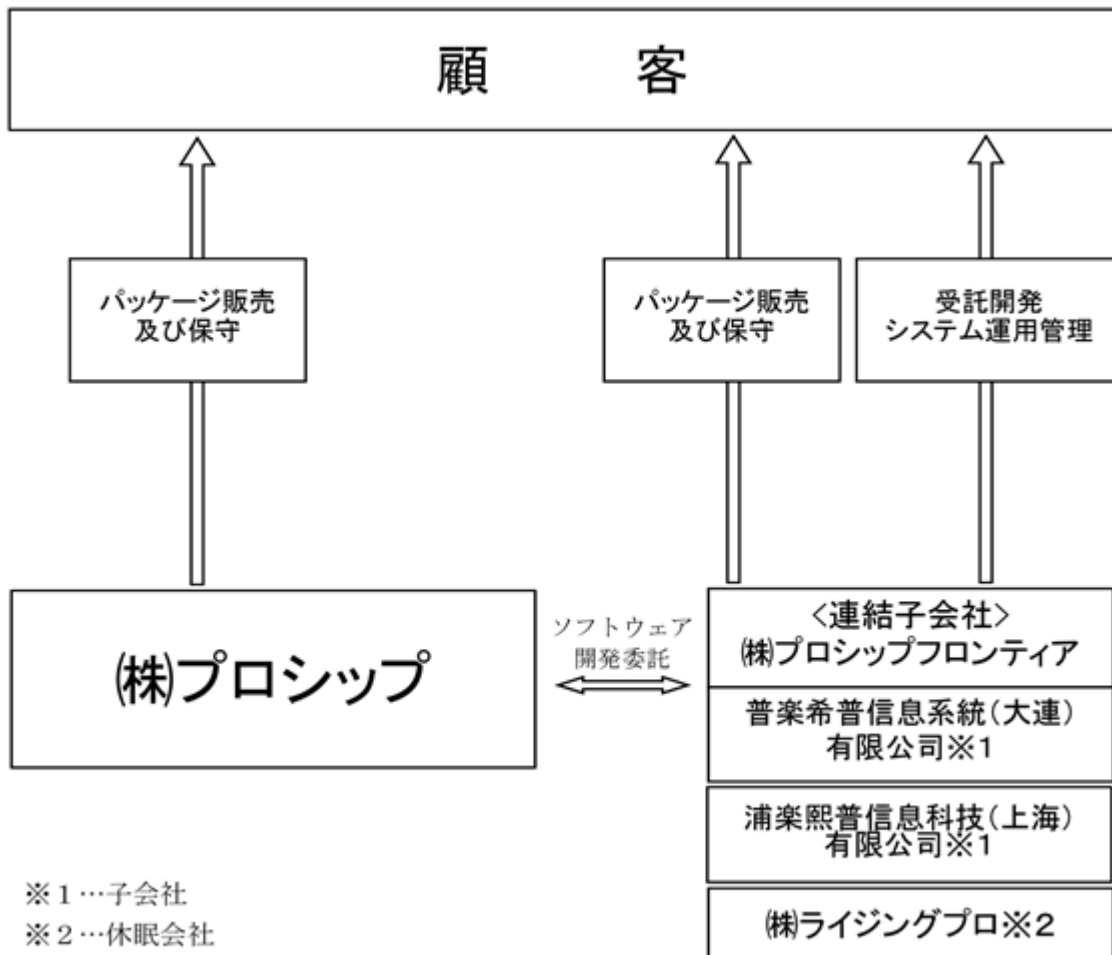 顧 客
パッケージ販売
及び保守
パッケージ販売
及び保守
受託開発
システム運用管理
㈱プロシップ
ソフトウェア
開発委託
<連結子会社>
㈱プロシップフロンティア
普楽希普信息系統(大連)
有限公司※1
浦楽熙普信息科技(上海)
有限公司※1
㈱ライジングプロ※2
※１…子会社
※２…休眠会社